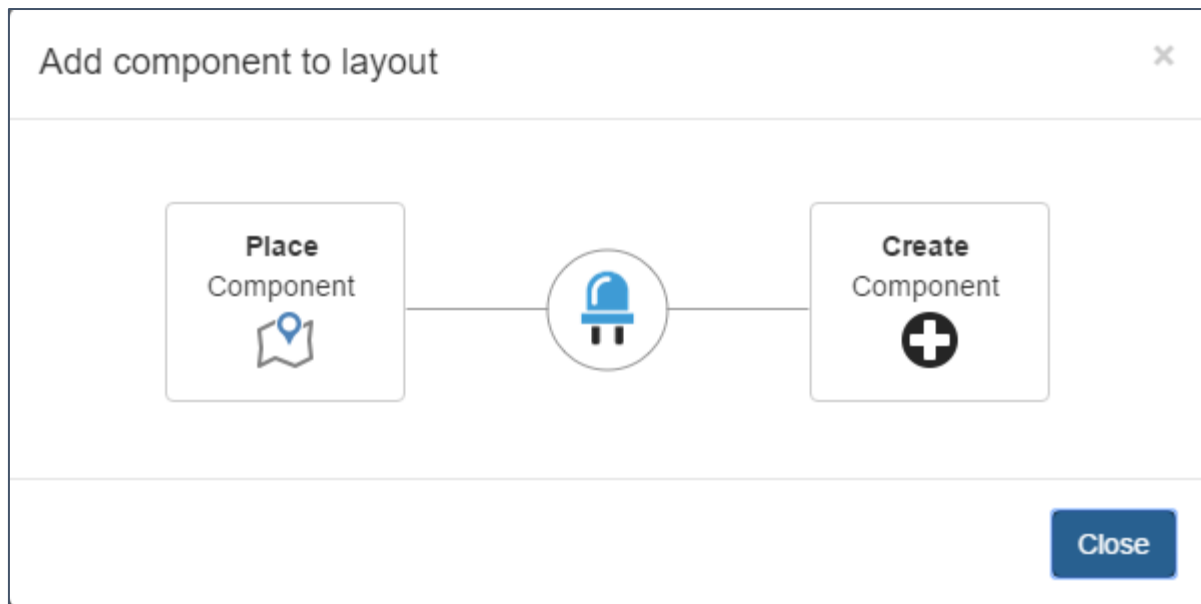 Add component to layout
×
Place
Component
Create
Component
Close